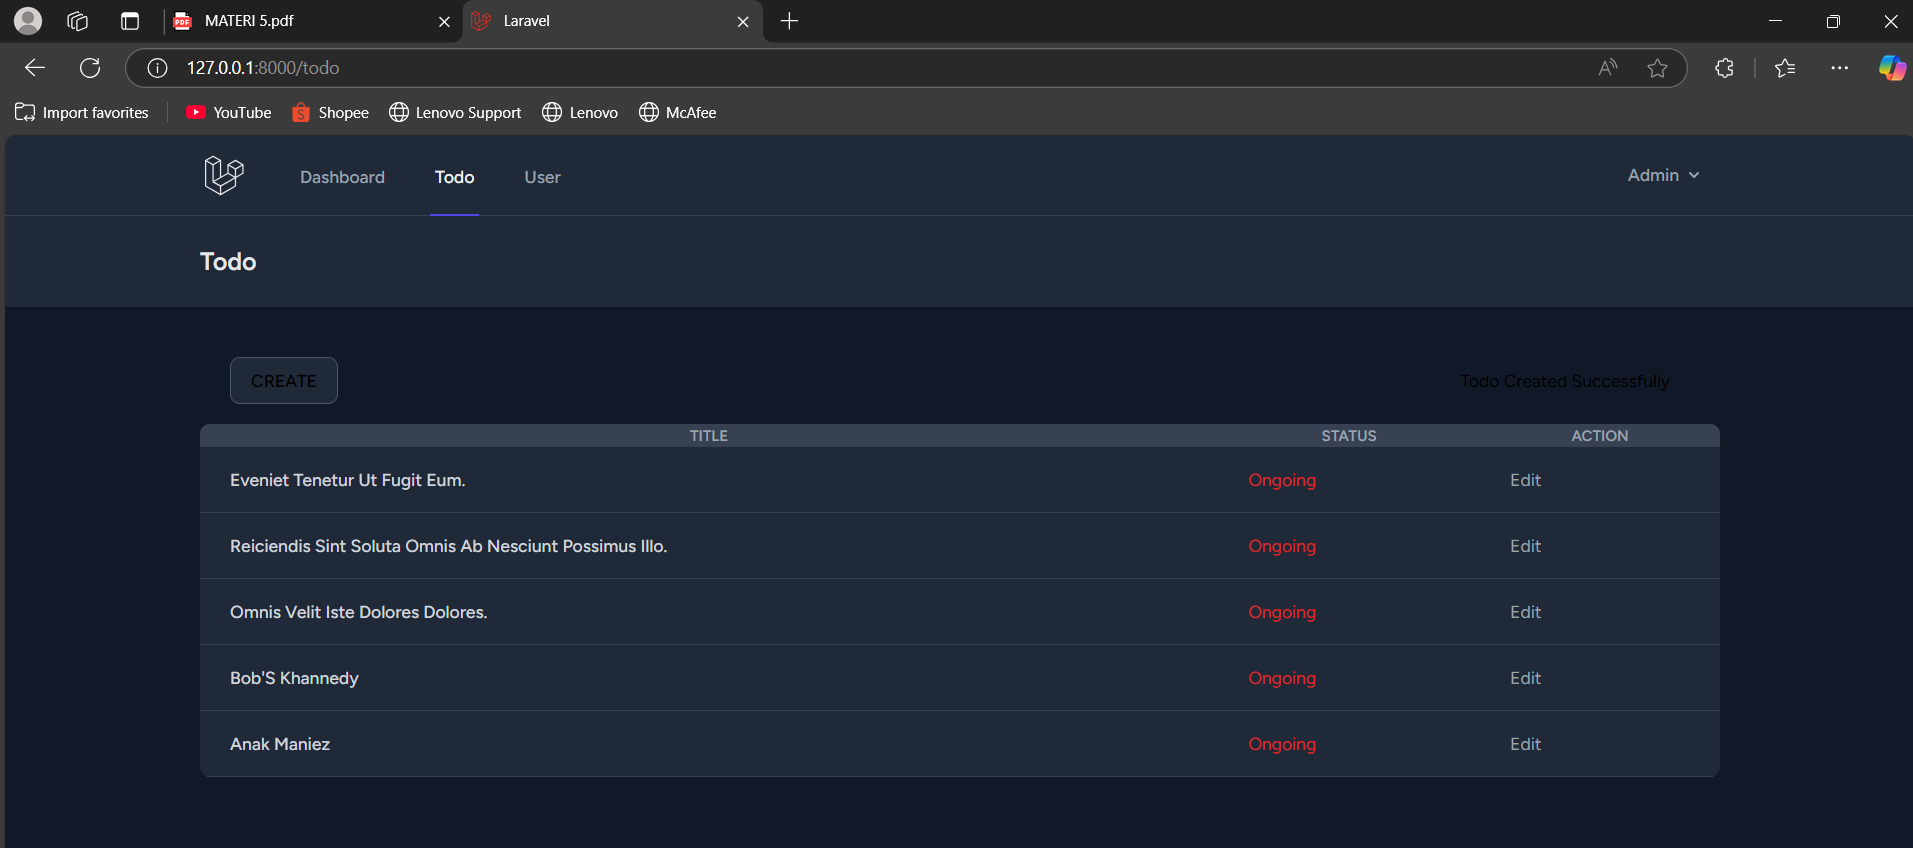 MATERI 5.pdf
Laravel
127.0.0.1:8000/todo
Import favorites
YouTube
Shopee
Lenovo Support
Lenovo
McAfee
Dashboard
Todo
User
Admin
Todo
CREATE
Todo Created Successfully
TITLE STATUS ACTION
Eveniet Tenetur Ut Fugit Eum. Ongoing Edit
Reiciendis Sint Soluta Omnis Ab Nesciunt Possimus Illo. Ongoing Edit
Omnis Velit Iste Dolores Dolores. Ongoing Edit
Bob'S Khannedy Ongoing Edit
Anak Maniez Ongoing Edit